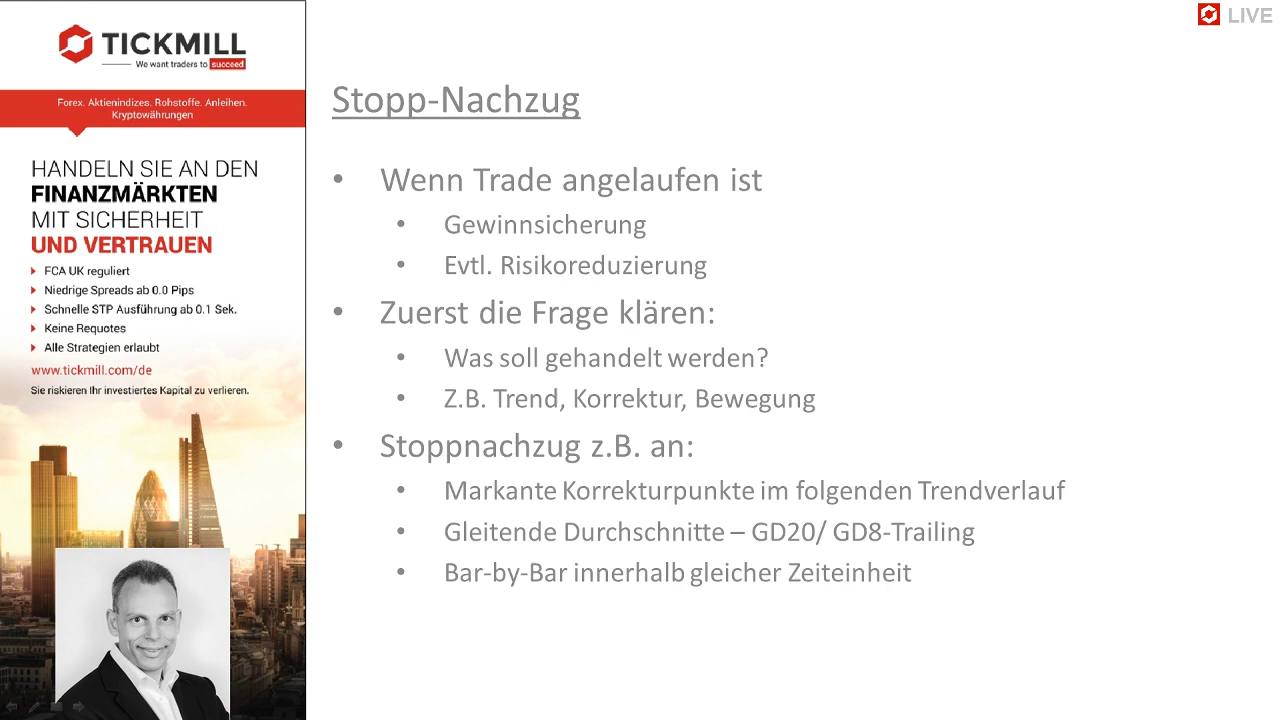 TICKMILL
We want traders to succeed
Forex. Aktienindizes. Rohstoffe. Anleihen.
Kryptowährungen
HANDELN SIE AN DEN
FINANZMÄRKTEN
MIT SICHERHEIT
UND VERTRAUEN
FCA UK reguliert
Niedrige Spreads ab 0.0 Pips
Schnelle STP Ausführung ab 0.1 Sek.
Keine Requotes
Alle Strategien erlaubt
www.tickmill.com/de
Sie riskieren Ihr investiertes Kapital zu verlieren.
LIVE
Stopp-Nachzug
• Wenn Trade angelaufen ist
• Gewinnsicherung
• Evtl. Risikoreduzierung
• Zuerst die Frage klären:
• Was soll gehandelt werden?
• Z.B. Trend, Korrektur, Bewegung
• Stoppnachzug z.B. an:
• Markante Korrekturpunkte im folgenden Trendverlauf
• Gleitende Durchschnitte – GD20/ GD8-Trailing
• Bar-by-Bar innerhalb gleicher Zeiteinheit